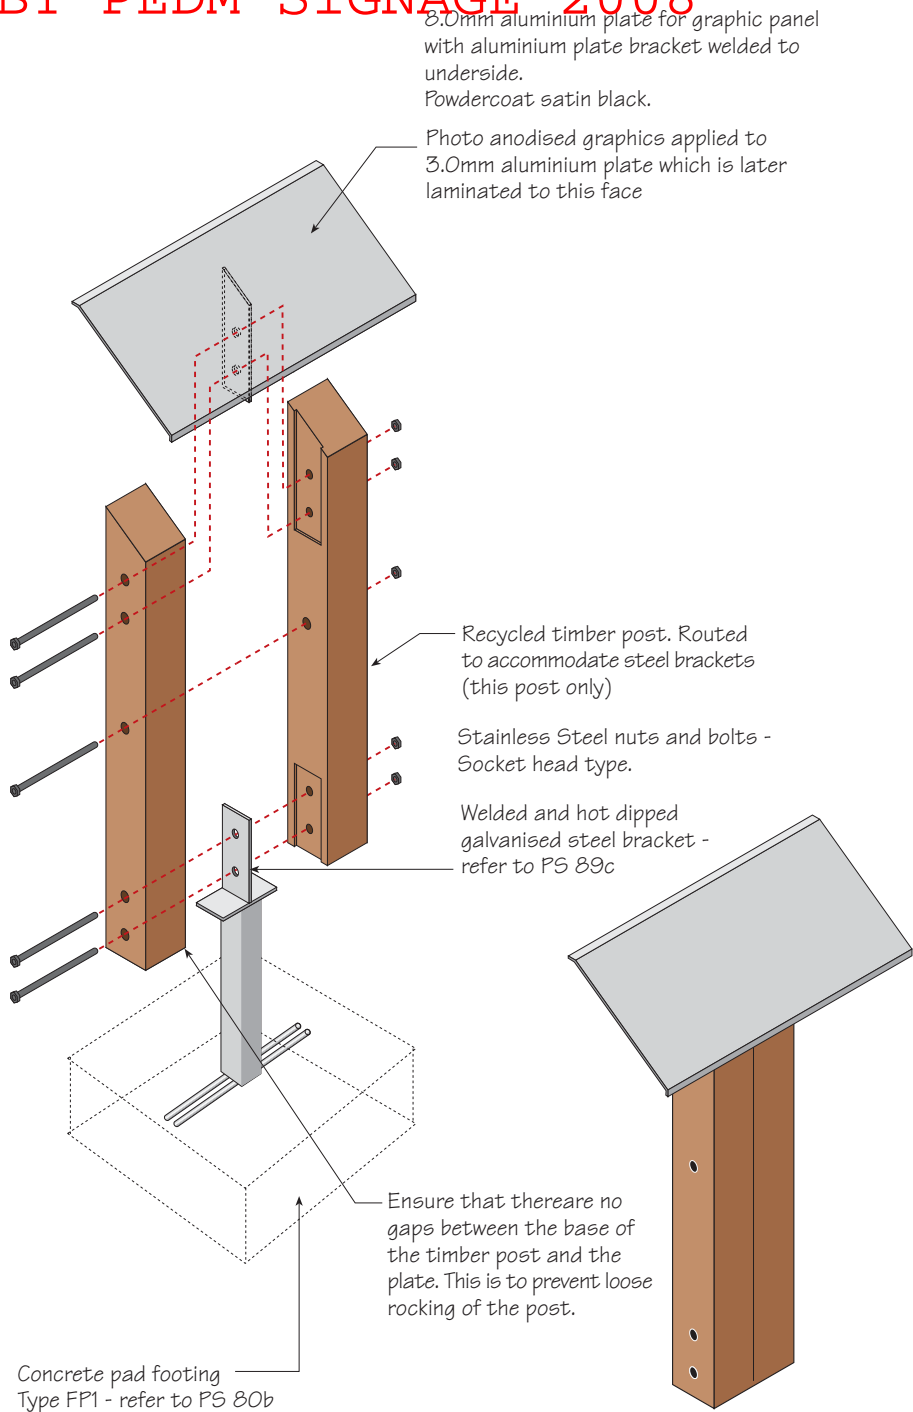 BY PEDM SIGNAGE 2008
8.0mm aluminium plate for graphic panel
with aluminium plate bracket welded to
underside.
Powdercoat satin black.
Photo anodised graphics applied to
3.0mm aluminium plate which is later
laminated to this face
Recycled timber post. Routed
to accommodate steel brackets
(this post only)
Stainless Steel nuts and bolts -
Socket head type.
Welded and hot dipped
galvanised steel bracket -
refer to PS 89c
Ensure that thereare no
gaps between the base of
the timber post and the
plate. This is to prevent loose
rocking of the post.
Concrete pad footing
Type FP1 - refer to PS 80b